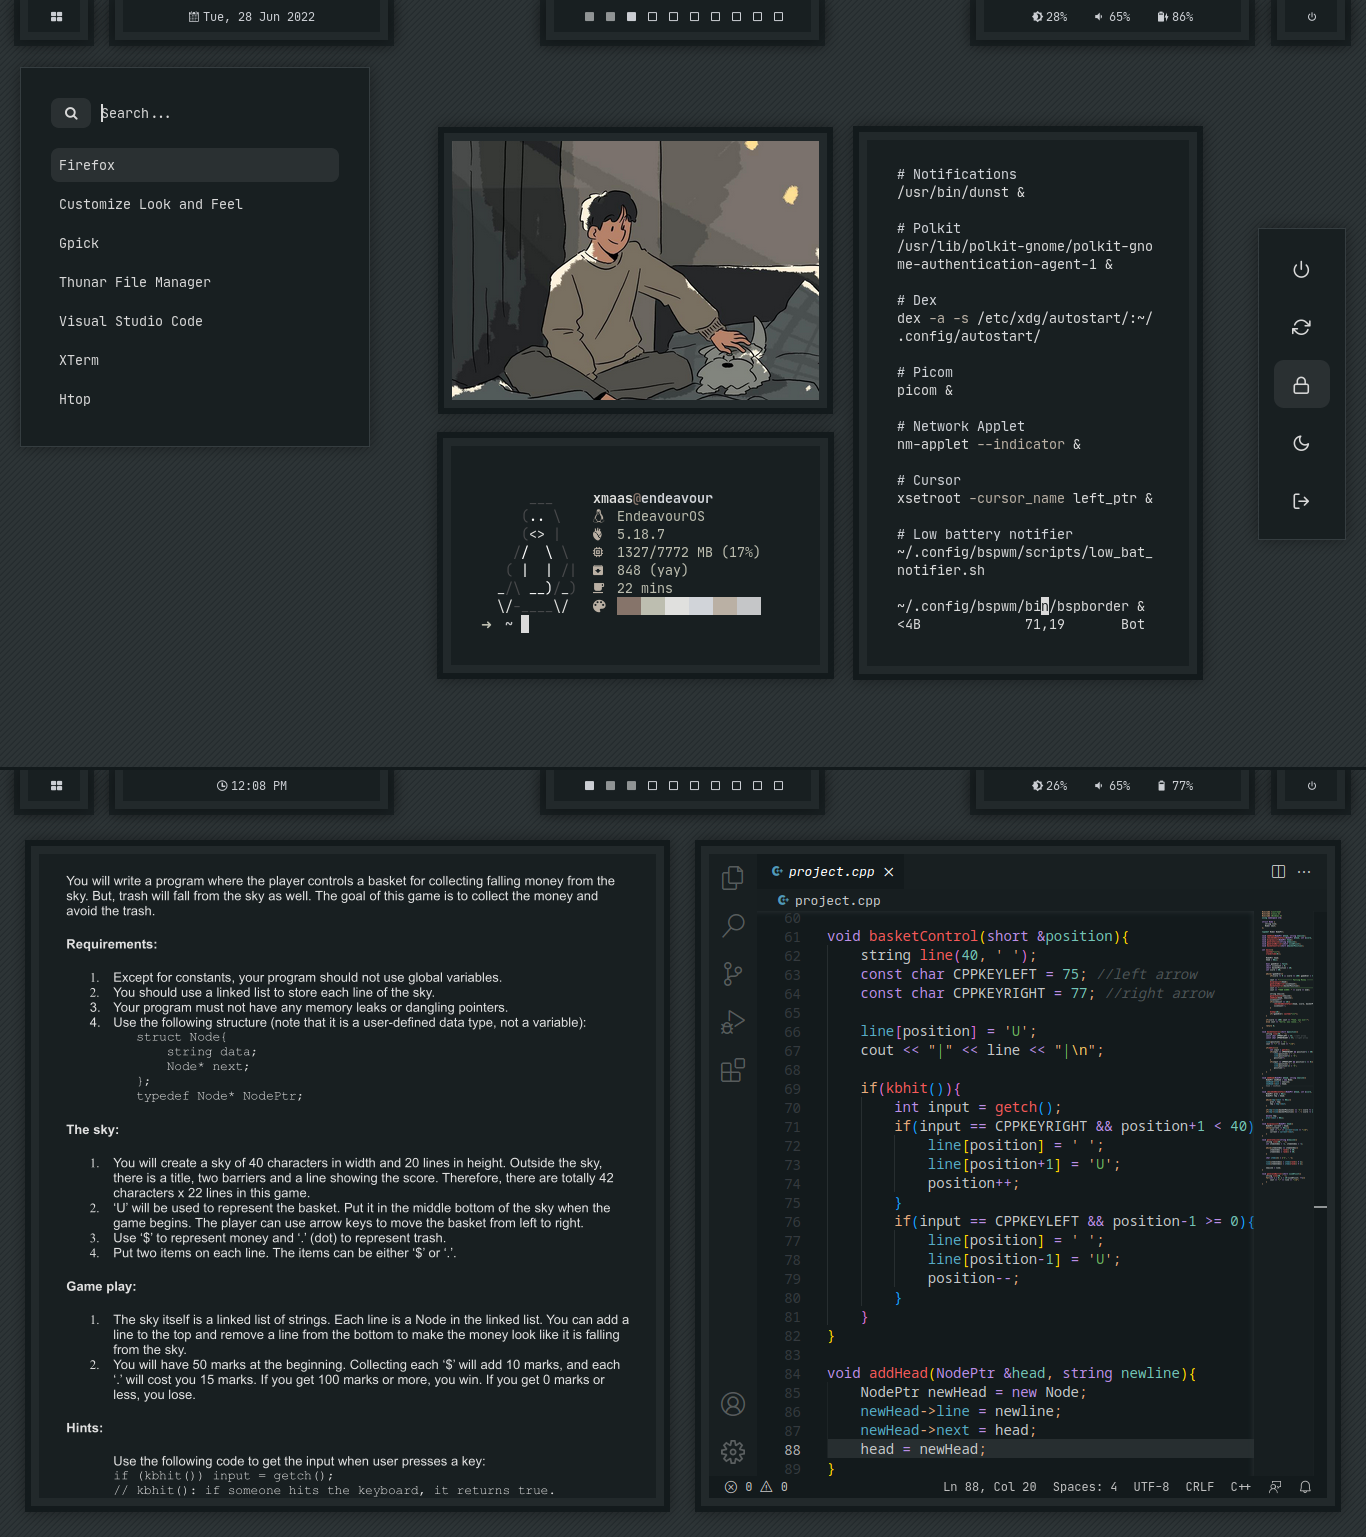 Tue, 28 Jun 2022
28% 65% 86%
Search...
Firefox
Customize Look and Feel
Gpick
Thunar File Manager
Visual Studio Code
XTerm
Htop
xmaas@endeavour
EndeavourOS
5.18.7
1327/7772 MB (17%)
848 (yay)
22 mins
→ ~
# Notifications
/usr/bin/dunst &
# Polkit
/usr/lib/polkit-gnome/polkit-gno
me-authentication-agent-1 &
# Dex
dex -a -s /etc/xdg/autostart/:~/
.config/autostart/
# Picom
picom &
# Network Applet
nm-applet --indicator &
# Cursor
xsetroot -cursor_name left_ptr &
# Low battery notifier
~/.config/bspwm/scripts/low_bat_
notifier.sh
~/.config/bspwm/bin/bspborder &
<4B 71,19 Bot
12:08 PM
26% 65% 77%
You will write a program where the player controls a basket for collecting falling money from the
sky. But, trash will fall from the sky as well. The goal of this game is to collect the money and
avoid the trash.
Requirements:
1. Except for constants, your program should not use global variables.
2. You should use a linked list to store each line of the sky.
3. Your program must not have any memory leaks or dangling pointers.
4. Use the following structure (note that it is a user-defined data type, not a variable):
struct Node{
string data;
Node* next;
};
typedef Node* NodePtr;
The sky:
1. You will create a sky of 40 characters in width and 20 lines in height. Outside the sky,
there is a title, two barriers and a line showing the score. Therefore, there are totally 42
characters x 22 lines in this game.
2. ‘U’ will be used to represent the basket. Put it in the middle bottom of the sky when the
game begins. The player can use arrow keys to move the basket from left to right.
3. Use ‘$’ to represent money and ‘.’ (dot) to represent trash.
4. Put two items on each line. The items can be either ‘$’ or ‘.’.
Game play:
1. The sky itself is a linked list of strings. Each line is a Node in the linked list. You can add a
line to the top and remove a line from the bottom to make the money look like it is falling
from the sky.
2. You will have 50 marks at the beginning. Collecting each ‘$’ will add 10 marks, and each
‘.’ will cost you 15 marks. If you get 100 marks or more, you win. If you get 0 marks or
less, you lose.
Hints:
Use the following code to get the input when user presses a key:
if (kbhit()) input = getch();
// kbhit(): if someone hits the keyboard, it returns true.
project.cpp
project.cpp
60
61 void basketControl(short &position){
62 string line(40, ' ');
63 const char CPPKEYLEFT = 75; //left arrow
64 const char CPPKEYRIGHT = 77; //right arrow
65
66 line[position] = 'U';
67 cout << "|" << line << "|\n";
68
69 if(kbhit()){
70 int input = getch();
71 if(input == CPPKEYRIGHT && position+1 < 40)
72 line[position] = ' ';
73 line[position+1] = 'U';
74 position++;
75 }
76 if(input == CPPKEYLEFT && position-1 >= 0){
77 line[position] = ' ';
78 line[position-1] = 'U';
79 position--;
80 }
81 }
82 }
83
84 void addHead(NodePtr &head, string newline){
85 NodePtr newHead = new Node;
86 newHead->line = newline;
87 newHead->next = head;
88 head = newHead;
89 }
0 0 Ln 88, Col 20 Spaces: 4 UTF-8 CRLF C++